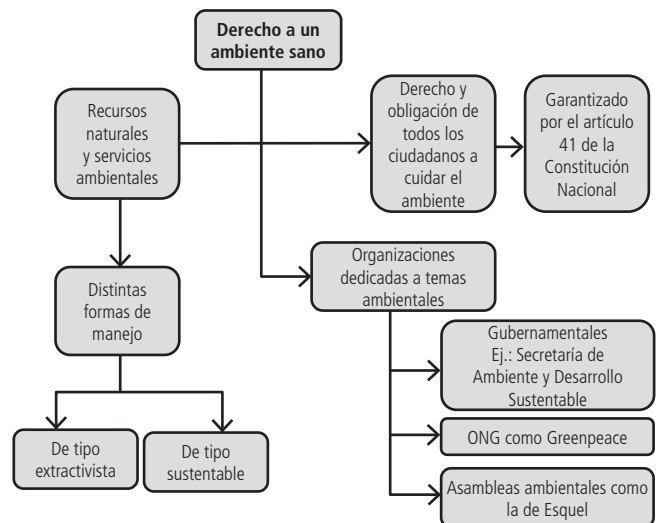 Derecho a un
ambiente sano
Recursos
naturales
y servicios
ambientales
Derecho y
obligación de
todos los
ciudadanos a
cuidar el
ambiente
Garantizado
por el artículo
41 de la
Constitución
Nacional
Organizaciones
dedicadas a temas
ambientales
Distintas
formas de
manejo
Gubernamentales
Ej.: Secretaría de
Ambiente y Desarrollo
Sustentable
De tipo
extractivista
De tipo
sustentable
ONG como Greenpeace
Asambleas ambientales como
la de Esquel